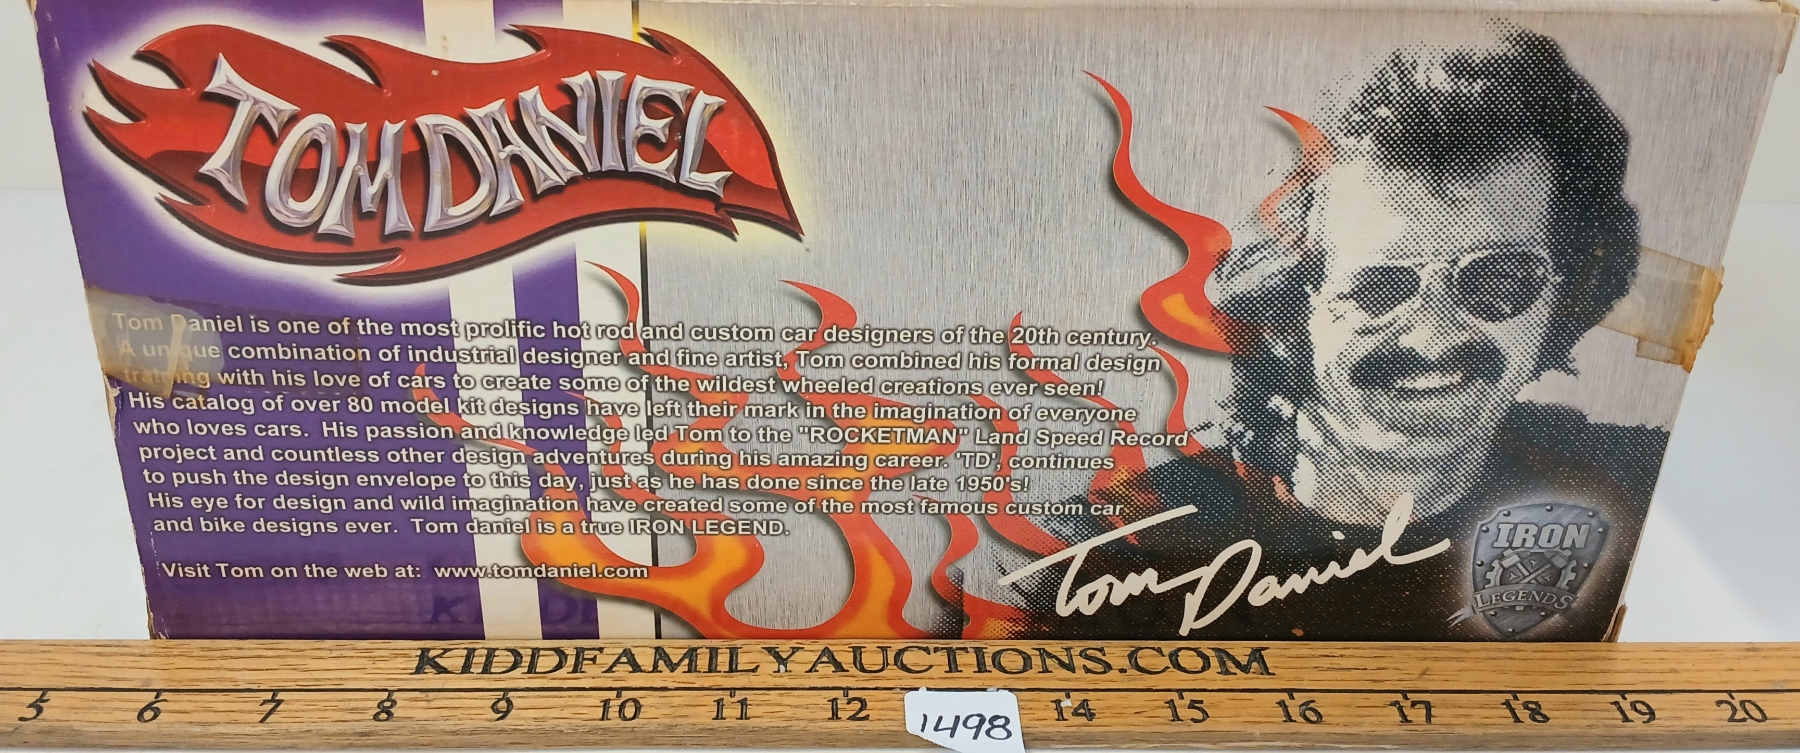 TOM DANIEL
Tom Daniel is one of the most prolific hot rod and custom car designers of the 20th century.
A unique combination of industrial designer and fine artist, Tom combined his formal design
training with his love of cars to create some of the wildest wheeled creations ever seen!
His catalog of over 80 model kit designs have left their mark in the imagination of everyone
who loves cars. His passion and knowledge led Tom to the "ROCKETMAN" Land Speed Record
project and countless other design adventures during his amazing career. 'TD', continues
to push the design envelope to this day, just as he has done since the late 1950's!
His eye for design and wild imagination have created some of the most famous custom car
and bike designs ever. Tom daniel is a true IRON LEGEND.
Visit Tom on the web at: www.tomdaniel.com
Tom Daniel
IRON
LEGENDS
KIDDFAMILYAUCTIONS.COM
5 6 7 8 9 10 11 12 14 15 16 17 18 19 20
1498